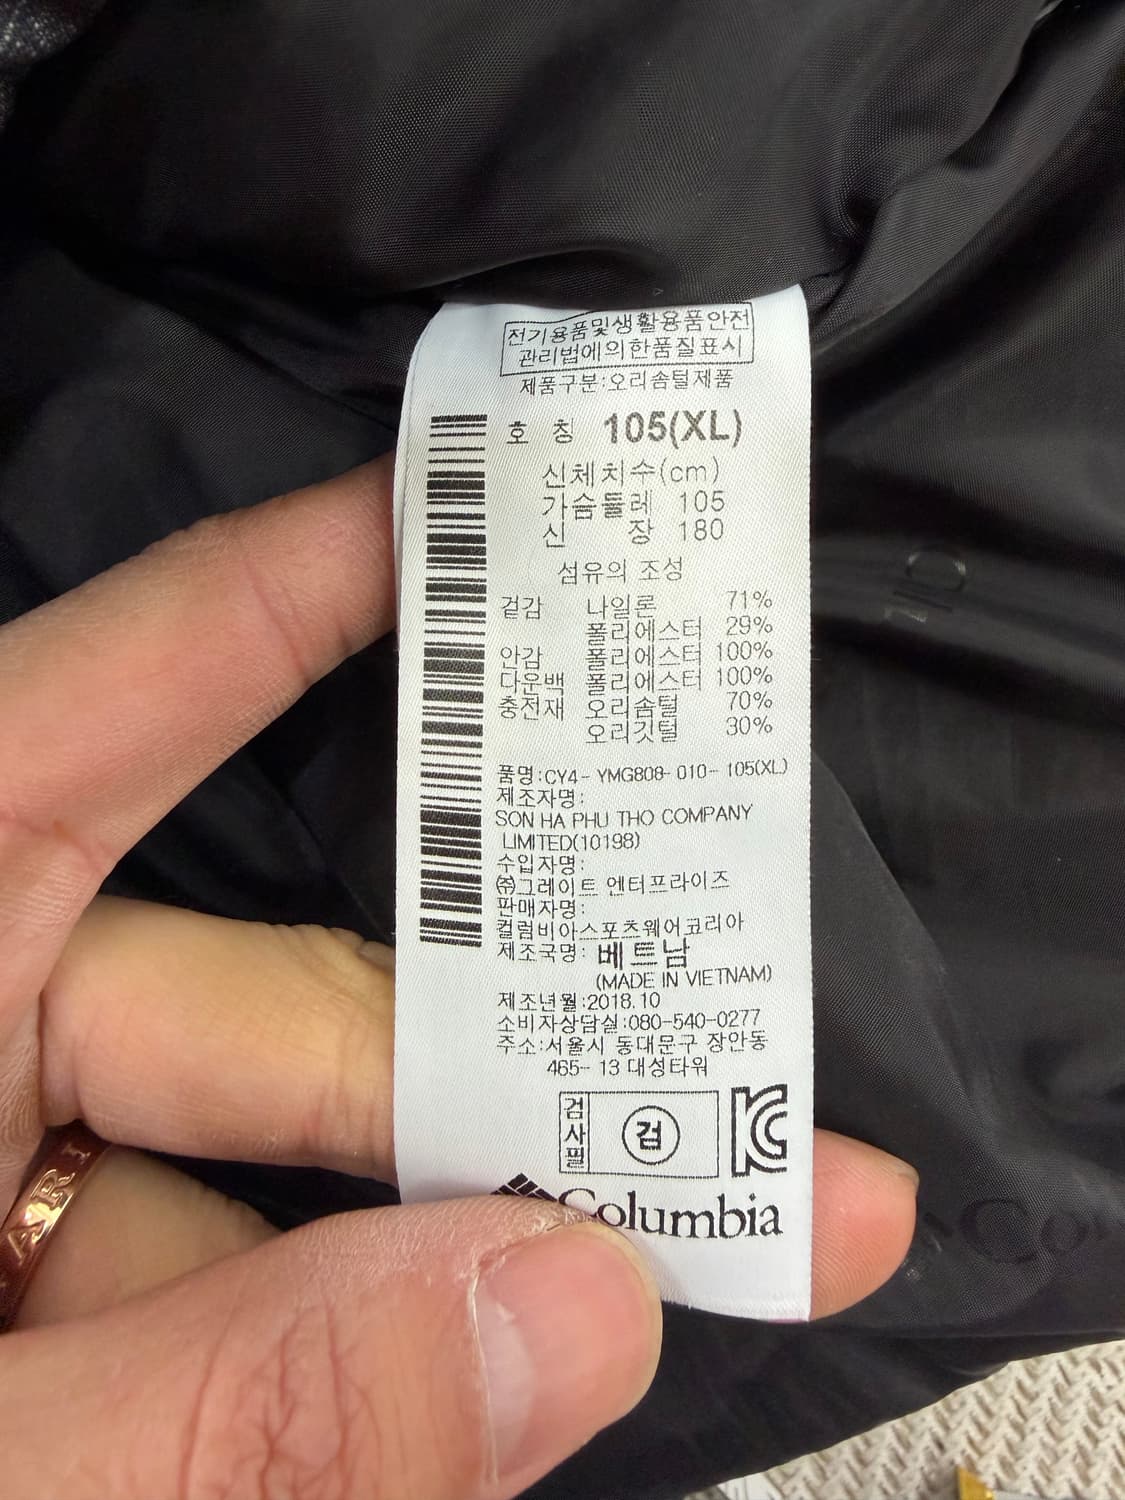 전기용품및생활용품안전
관리법에의한품질표시
제품구분:오리솜털제품
호 칭 105(XL)
신체치수(cm)
가슴둘레 105
신 장 180
섬유의 조성
겉감 나일론 71%
폴리에스터 29%
안감 폴리에스터 100%
다운백 폴리에스터 100%
충전재 오리솜털 70%
오리깃털 30%
품명:CY4-YMG808-010-105(XL)
제조자명:
SON HA PHU THO COMPANY
LIMITED(10198)
수입자명:
㈜그레이트 엔터프라이즈
판매자명:
컬럼비아스포츠웨어코리아
제조국명: 베트남
(MADE IN VIETNAM)
제조년월:2018.10
소비자상담실:080-540-0277
주소:서울시 동대문구 장안동
465-13 대성타워
검사필
검
Columbia
ARI
Co